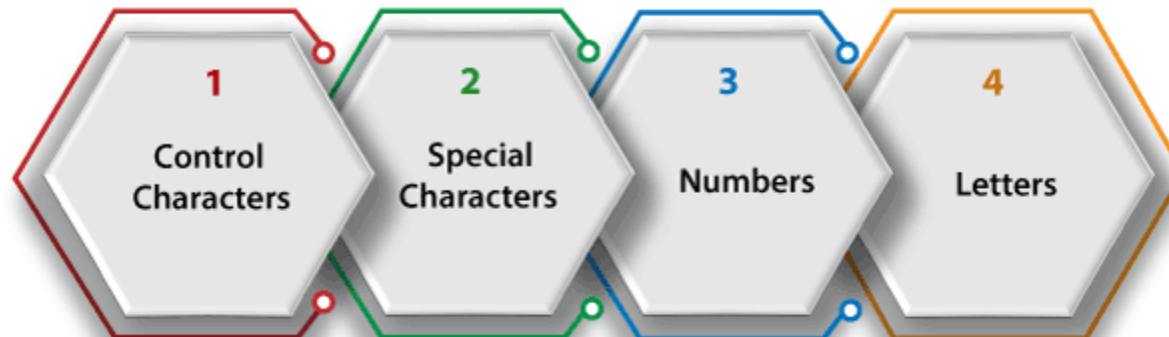 1
Control
Characters
2
Special
Characters
3
Numbers
4
Letters